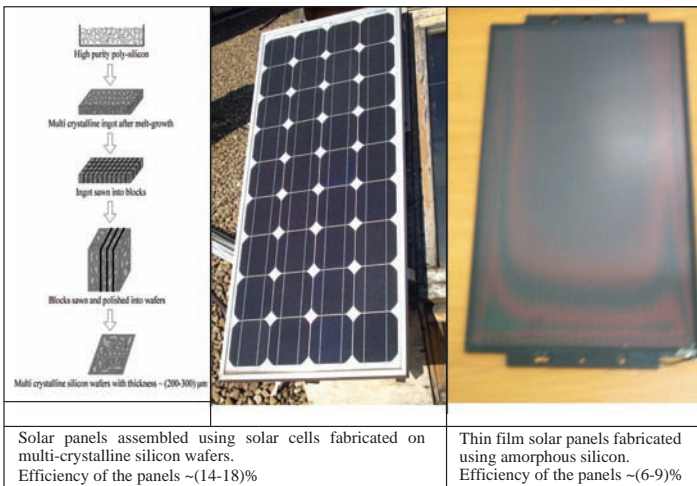 High purity poly-silicon
Multi crystalline ingot after melt-growth
Ingot sawn into blocks
Blocks sawn and polished into wafers
Multi crystalline silicon wafers with thickness ~ (200-300) μm
Solar panels assembled using solar cells fabricated on
multi-crystalline silicon wafers.
Efficiency of the panels ~(14-18)%
Thin film solar panels fabricated
using amorphous silicon.
Efficiency of the panels ~(6-9)%